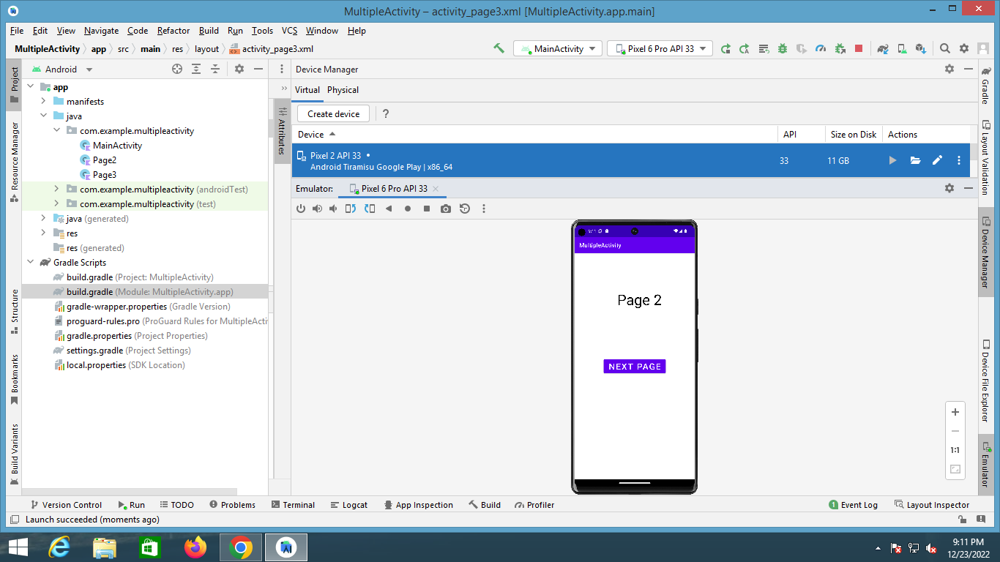 MultipleActivity – activity_page3.xml [MultipleActivity.app.main]
File Edit View Navigate Code Refactor Build Run Tools VCS Window Help
MultipleActivity app src main res layout activity_page3.xml
MainActivity
Pixel 6 Pro API 33
Project
Resource Manager
Structure
Bookmarks
Build Variants
Android
app
manifests
java
com.example.multipleactivity
MainActivity
Page2
Page3
com.example.multipleactivity (androidTest)
com.example.multipleactivity (test)
java (generated)
res
res (generated)
Gradle Scripts
build.gradle (Project: MultipleActivity)
build.gradle (Module: MultipleActivity.app)
gradle-wrapper.properties (Gradle Version)
proguard-rules.pro (ProGuard Rules for MultipleActi
gradle.properties (Project Properties)
settings.gradle (Project Settings)
local.properties (SDK Location)
Attributes
Device Manager
Virtual Physical
Create device ?
Device API Size on Disk Actions
Pixel 2 API 33 • 33 11 GB
Android Tiramisu Google Play | x86_64
Emulator: Pixel 6 Pro API 33
MultipleActivity
Page 2
NEXT PAGE
1:1
Gradle
Layout Validation
Device Manager
Device File Explorer
Emulator
Version Control Run TODO Problems Terminal Logcat App Inspection Build Profiler
1 Event Log Layout Inspector
Launch succeeded (moments ago)
9:11 PM
12/23/2022